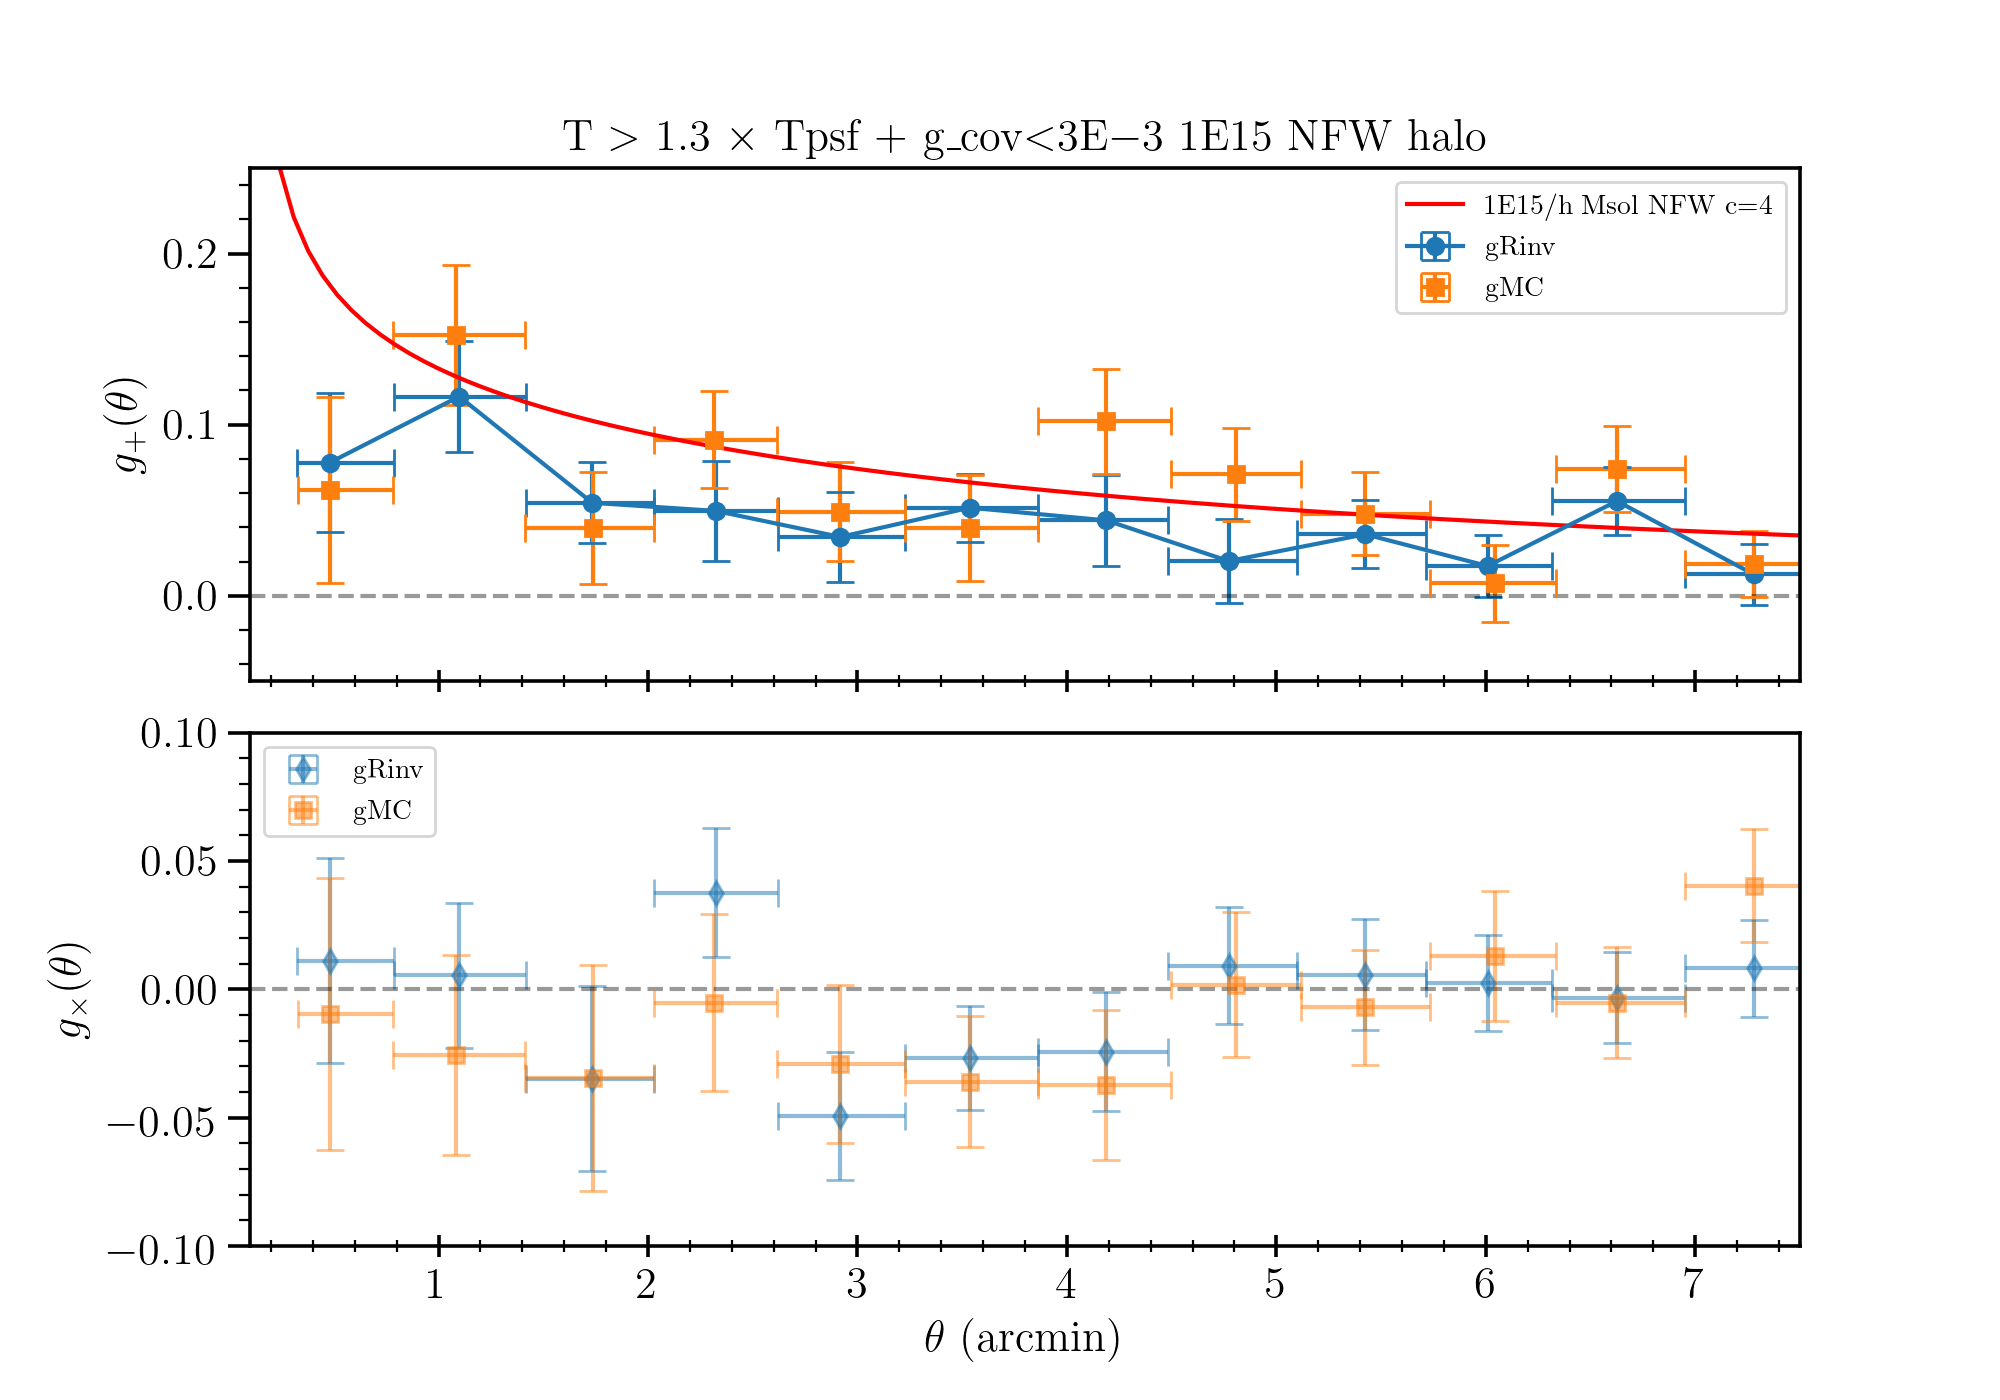 T > 1.3 × Tpsf + g_cov<3E−3 1E15 NFW halo
1E15/h Msol NFW c=4
gRinv
gMC
0.2
0.1
0.0
g+(θ)
gRinv
gMC
0.10
0.05
0.00
−0.05
−0.10
g×(θ)
1 2 3 4 5 6 7
θ (arcmin)